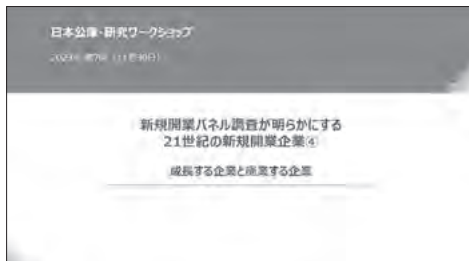 日本公庫・研究ワークショップ
新規開業パネル調査が明らかにする
21世紀の新規開業企業④
成長する企業と廃業する企業